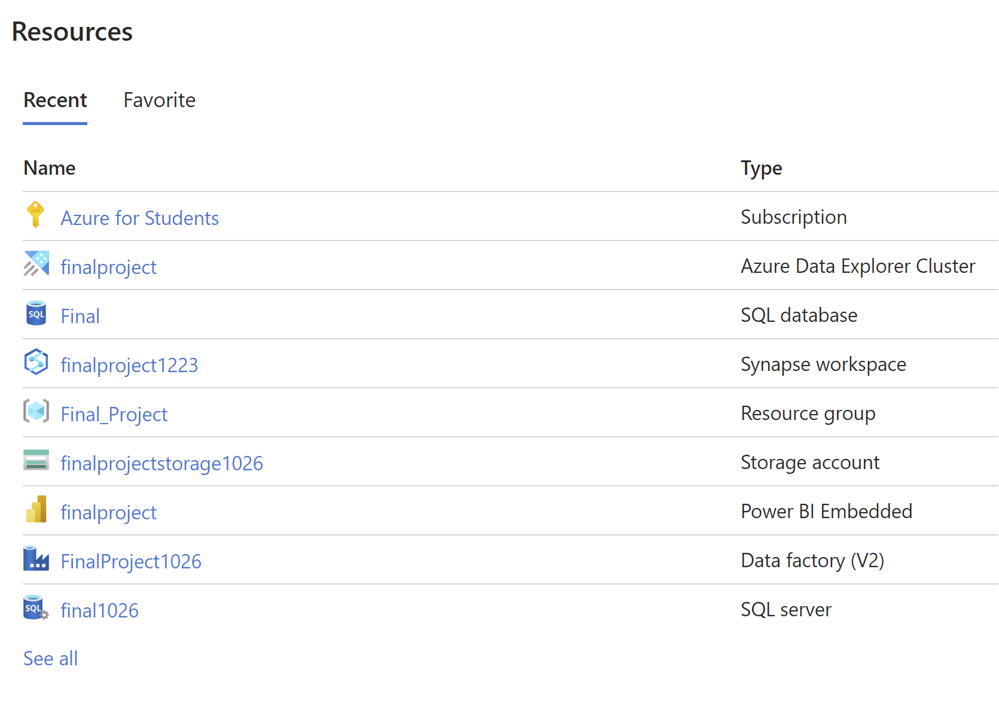 Resources
Recent Favorite
Name Type
Azure for Students Subscription
finalproject Azure Data Explorer Cluster
SQL Final SQL database
finalproject1223 Synapse workspace
Final_Project Resource group
finalprojectstorage1026 Storage account
finalproject Power BI Embedded
FinalProject1026 Data factory (V2)
SQL final1026 SQL server
See all